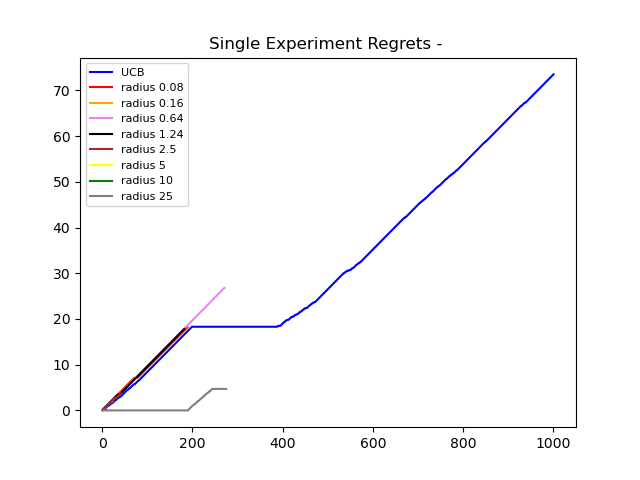 Single Experiment Regrets -
UCB
radius 0.08
radius 0.16
radius 0.64
radius 1.24
radius 2.5
radius 5
radius 10
radius 25
70
60
50
40
30
20
10
0
0 200 400 600 800 1000